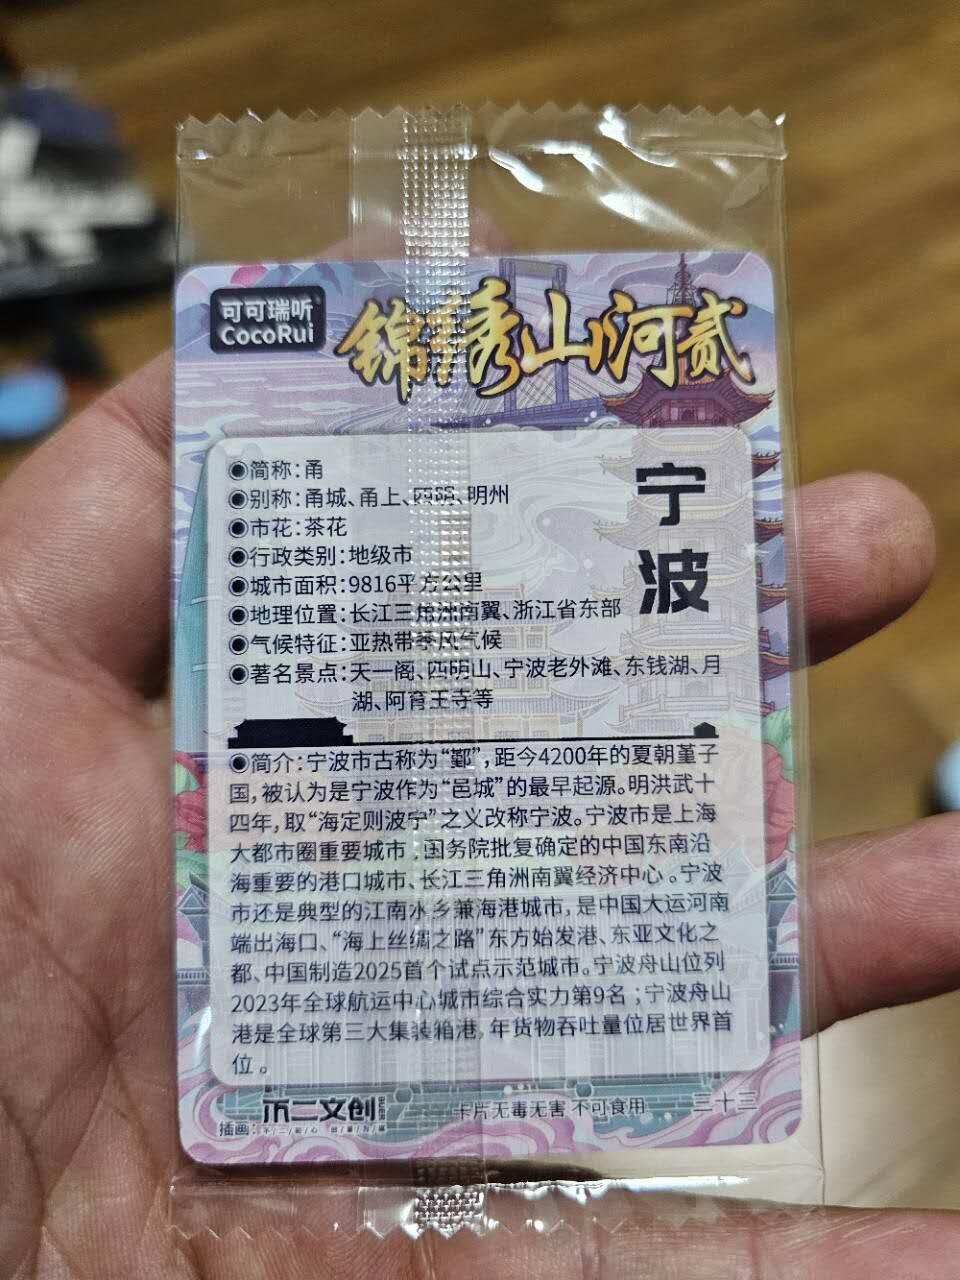 可可瑞听
CocoRui
锦绣山河贰
宁波
◉简称:甬
◉别称:甬城、甬上、四明、明州
◉市花:茶花
◉行政类别:地级市
◉城市面积:9816平方公里
◉地理位置:长江三角洲南翼、浙江省东部
◉气候特征:亚热带季风气候
◉著名景点:天一阁、四明山、宁波老外滩、东钱湖、月
湖、阿育王寺等
◉简介:宁波市古称为“鄞”,距今4200年的夏朝堇子
国,被认为是宁波作为“邑城”的最早起源。明洪武十
四年,取“海定则波宁”之义改称宁波。宁波市是上海
大都市圈重要城市;国务院批复确定的中国东南沿
海重要的港口城市、长江三角洲南翼经济中心。宁波
市还是典型的江南水乡兼海港城市,是中国大运河南
端出海口、“海上丝绸之路”东方始发港、东亚文化之
都、中国制造2025首个试点示范城市。宁波舟山位列
2023年全球航运中心城市综合实力第9名;宁波舟山
港是全球第三大集装箱港,年货物吞吐量位居世界首
位。
插画:不二文创
卡片无毒无害 不可食用
三十三